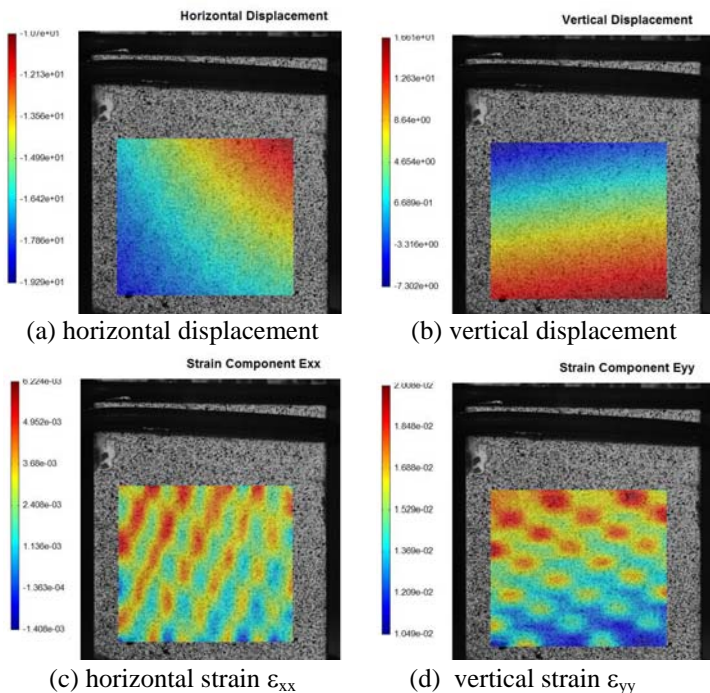 Horizontal Displacement
-1.07e+01
-1.213e+01
-1.356e+01
-1.499e+01
-1.642e+01
-1.786e+01
-1.929e+01
Vertical Displacement
1.661e+01
1.263e+01
8.64e+00
4.654e+00
6.689e-01
-3.316e+00
-7.302e+00
(a) horizontal displacement
(b) vertical displacement
Strain Component Exx
6.224e-03
4.952e-03
3.68e-03
2.408e-03
1.136e-03
-1.363e-04
-1.408e-03
Strain Component Eyy
2.008e-02
1.848e-02
1.688e-02
1.529e-02
1.369e-02
1.209e-02
1.049e-02
(c) horizontal strain εxx
(d) vertical strain εyy